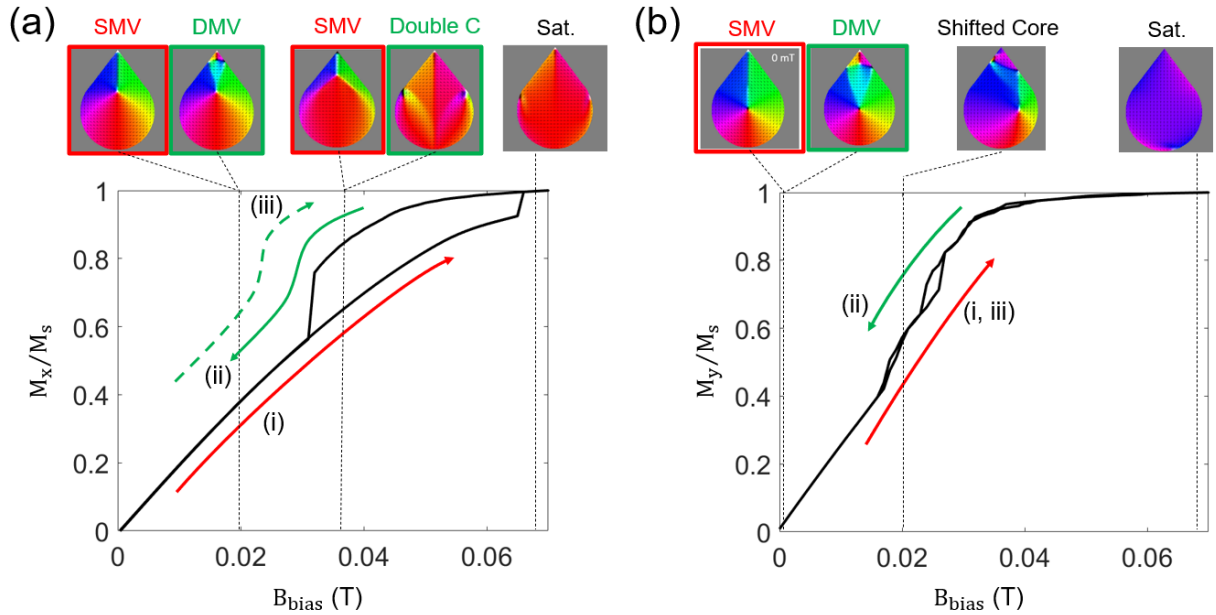 (a)
SMV DMV SMV Double C Sat.
(iii)
(ii)
(i)
1
0.8
0.6
0.4
0.2
0
Mx/Ms
0 0.02 0.04 0.06
Bbias (T)
(b)
SMV DMV Shifted Core Sat.
0 mT
(ii)
(i, iii)
1
0.8
0.6
0.4
0.2
0
My/Ms
0 0.02 0.04 0.06
Bbias (T)